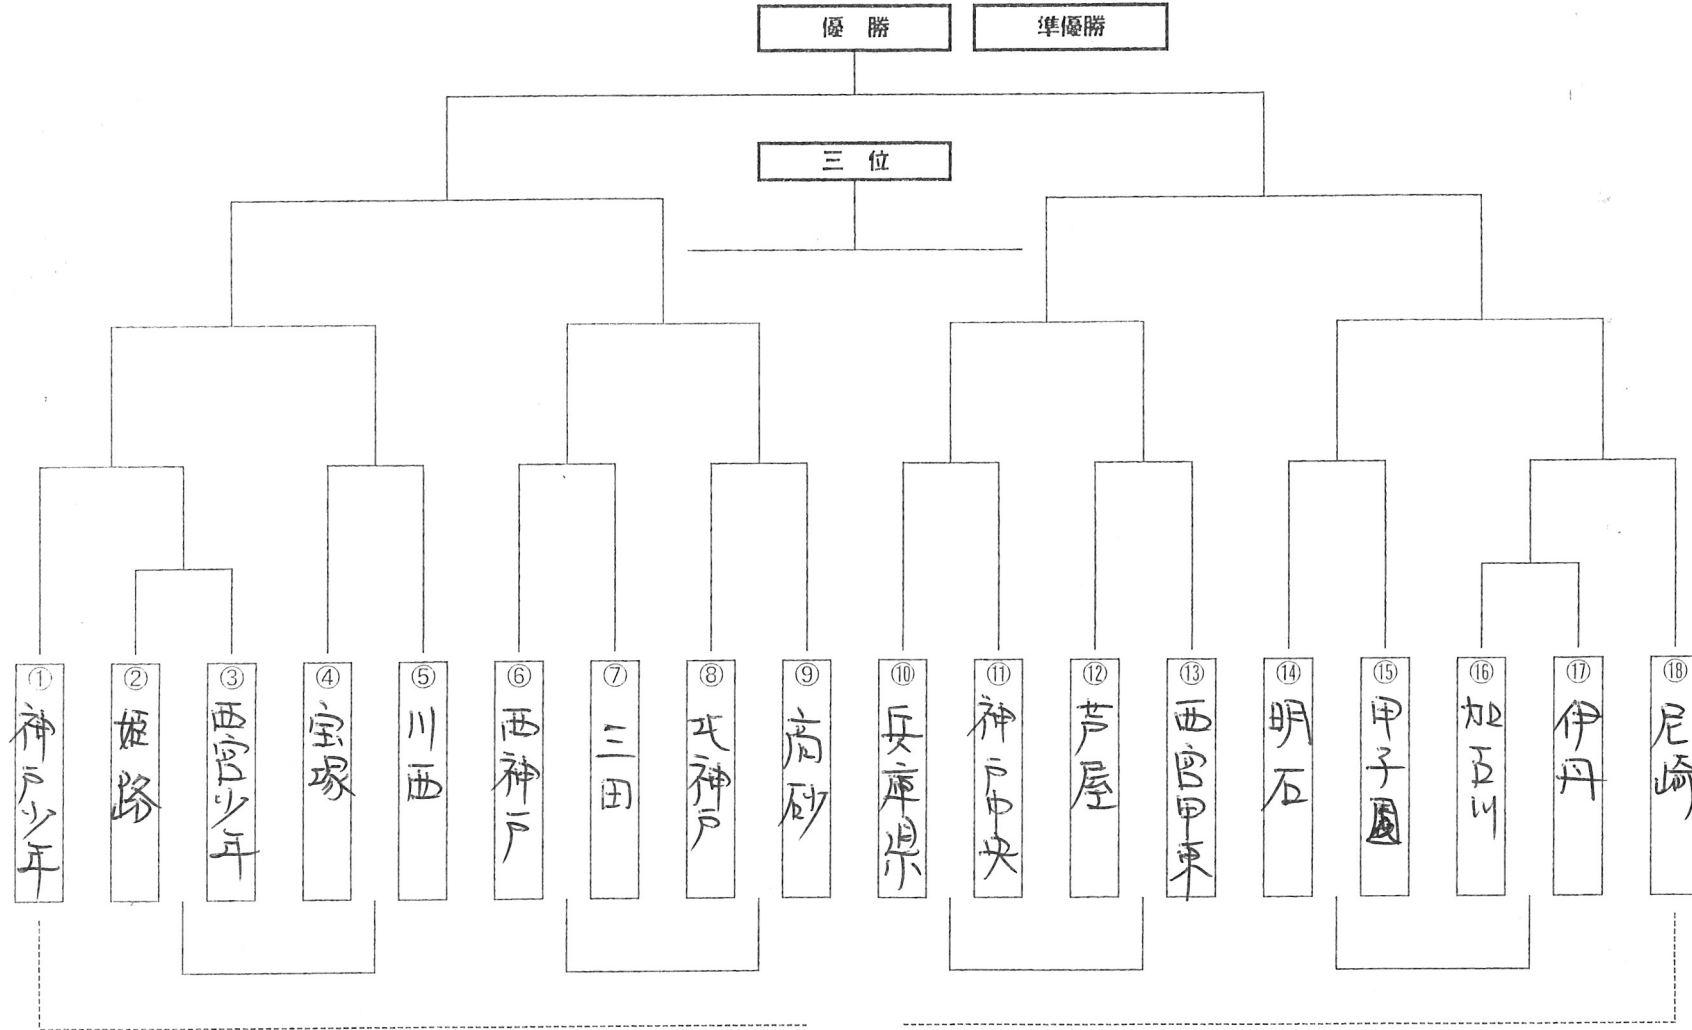 優勝
準優勝
三位
① 神戸少年
② 姫路
③ 西宮少年
④ 宝塚
⑤ 川西
⑥ 西神戸
⑦ 三田
⑧ 北神戸
⑨ 高砂
⑩ 兵庫県
⑪ 神戸中央
⑫ 芦屋
⑬ 西宮甲東
⑭ 明石
⑮ 甲子園
⑯ 加古川
⑰ 伊丹
⑱ 尼崎